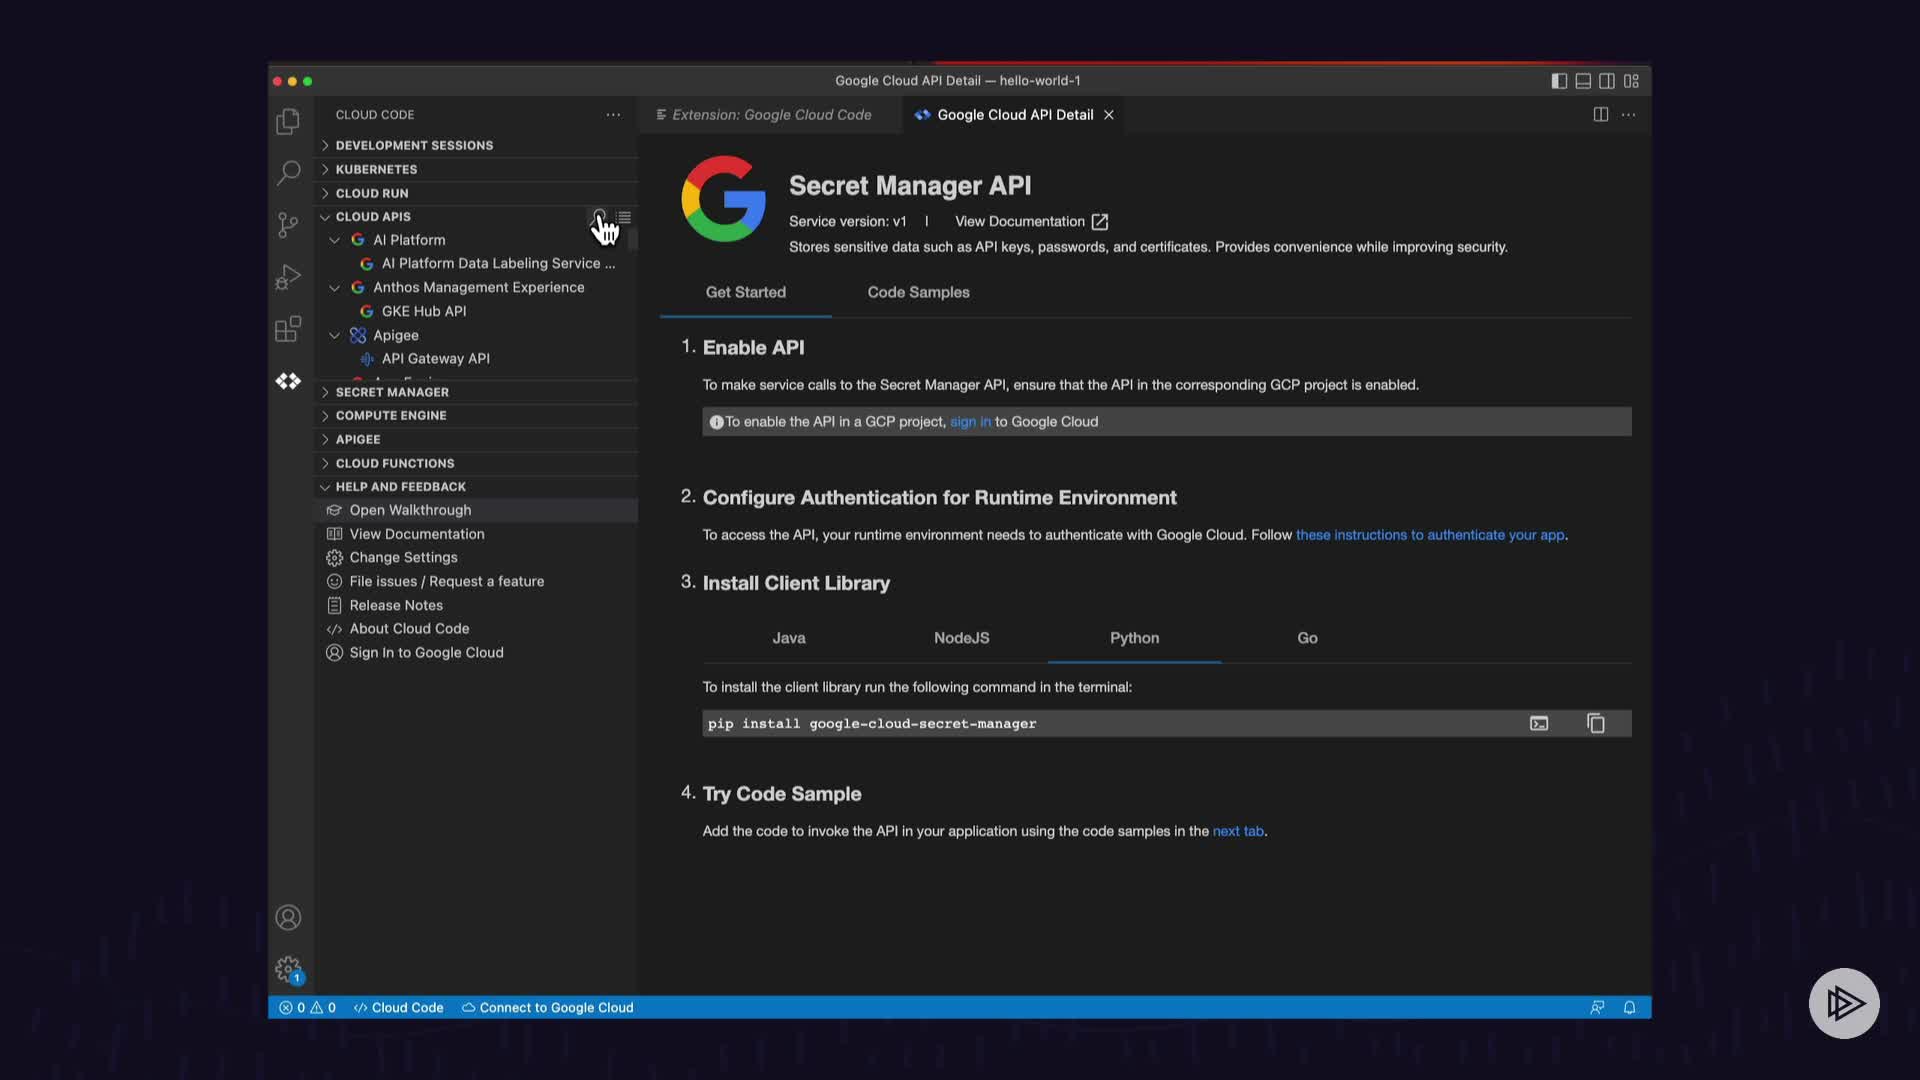 Google Cloud API Detail — hello-world-1
CLOUD CODE
DEVELOPMENT SESSIONS
KUBERNETES
CLOUD RUN
CLOUD APIS
AI Platform
AI Platform Data Labeling Service ...
Anthos Management Experience
GKE Hub API
Apigee
API Gateway API
SECRET MANAGER
COMPUTE ENGINE
APIGEE
CLOUD FUNCTIONS
HELP AND FEEDBACK
Open Walkthrough
View Documentation
Change Settings
File issues / Request a feature
Release Notes
About Cloud Code
Sign In to Google Cloud
Extension: Google Cloud Code
Google Cloud API Detail
Secret Manager API
Service version: v1 | View Documentation
Stores sensitive data such as API keys, passwords, and certificates. Provides convenience while improving security.
Get Started
Code Samples
1. Enable API
To make service calls to the Secret Manager API, ensure that the API in the corresponding GCP project is enabled.
To enable the API in a GCP project, sign in to Google Cloud
2. Configure Authentication for Runtime Environment
To access the API, your runtime environment needs to authenticate with Google Cloud. Follow these instructions to authenticate your app.
3. Install Client Library
Java
NodeJS
Python
Go
To install the client library run the following command in the terminal:
pip install google-cloud-secret-manager
4. Try Code Sample
Add the code to invoke the API in your application using the code samples in the next tab.
1
0 0 Cloud Code Connect to Google Cloud